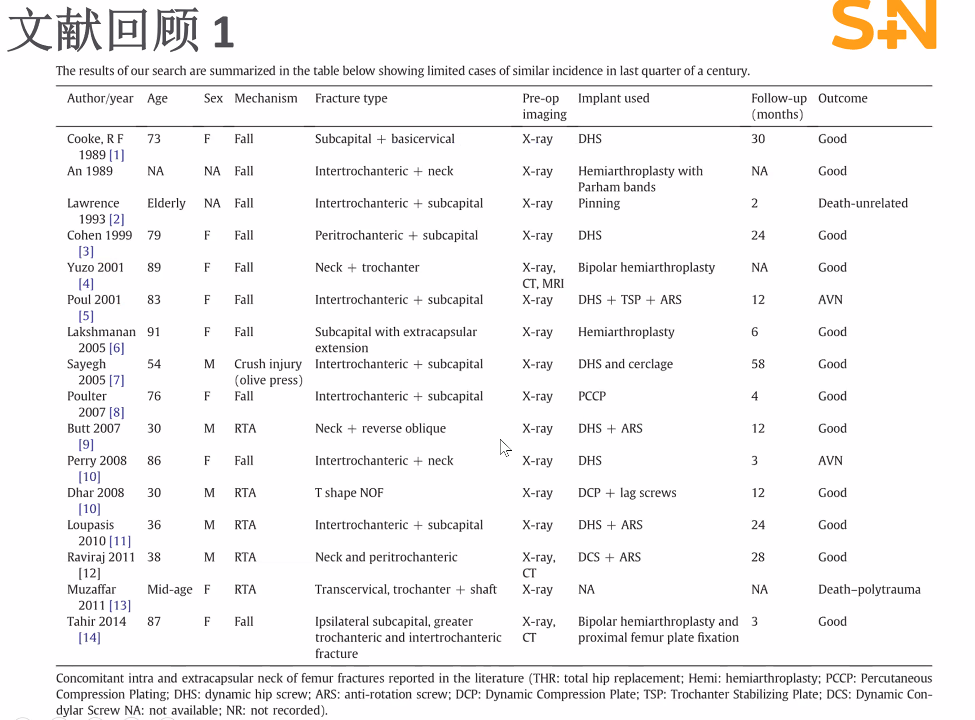 文献回顾 1
S+N
The results of our search are summarized in the table below showing limited cases of similar incidence in last quarter of a century.
Author/year Age Sex Mechanism Fracture type Pre-op imaging Implant used Follow-up (months) Outcome
Cooke, R F 1989 [1] 73 F Fall Subcapital + basicervical X-ray DHS 30 Good
An 1989 NA NA Fall Intertrochanteric + neck X-ray Hemiarthroplasty with Parham bands NA Good
Lawrence 1993 [2] Elderly NA Fall Intertrochanteric + subcapital X-ray Pinning 2 Death-unrelated
Cohen 1999 [3] 79 F Fall Peritrochanteric + subcapital X-ray DHS 24 Good
Yuzo 2001 [4] 89 F Fall Neck + trochanter X-ray, CT, MRI Bipolar hemiarthroplasty NA Good
Poul 2001 [5] 83 F Fall Intertrochanteric + subcapital X-ray DHS + TSP + ARS 12 AVN
Lakshmanan 2005 [6] 91 F Fall Subcapital with extracapsular extension X-ray Hemiarthroplasty 6 Good
Sayegh 2005 [7] 54 M Crush injury (olive press) Intertrochanteric + subcapital X-ray DHS and cerclage 58 Good
Poulter 2007 [8] 76 F Fall Intertrochanteric + subcapital X-ray PCCP 4 Good
Butt 2007 [9] 30 M RTA Neck + reverse oblique X-ray DHS + ARS 12 Good
Perry 2008 [10] 86 F Fall Intertrochanteric + neck X-ray DHS 3 AVN
Dhar 2008 [10] 30 M RTA T shape NOF X-ray DCP + lag screws 12 Good
Loupasis 2010 [11] 36 M RTA Intertrochanteric + subcapital X-ray DHS + ARS 24 Good
Raviraj 2011 [12] 38 M RTA Neck and peritrochanteric X-ray, CT DCS + ARS 28 Good
Muzaffar 2011 [13] Mid-age F RTA Transcervical, trochanter + shaft X-ray NA NA Death–polytrauma
Tahir 2014 [14] 87 F Fall Ipsilateral subcapital, greater trochanteric and intertrochanteric fracture X-ray, CT Bipolar hemiarthroplasty and proximal femur plate fixation 3 Good
Concomitant intra and extracapsular neck of femur fractures reported in the literature (THR: total hip replacement; Hemi: hemiarthroplasty; PCCP: Percutaneous
Compression Plating; DHS: dynamic hip screw; ARS: anti-rotation screw; DCP: Dynamic Compression Plate; TSP: Trochanter Stabilizing Plate; DCS: Dynamic Con-
dylar Screw NA: not available; NR: not recorded).